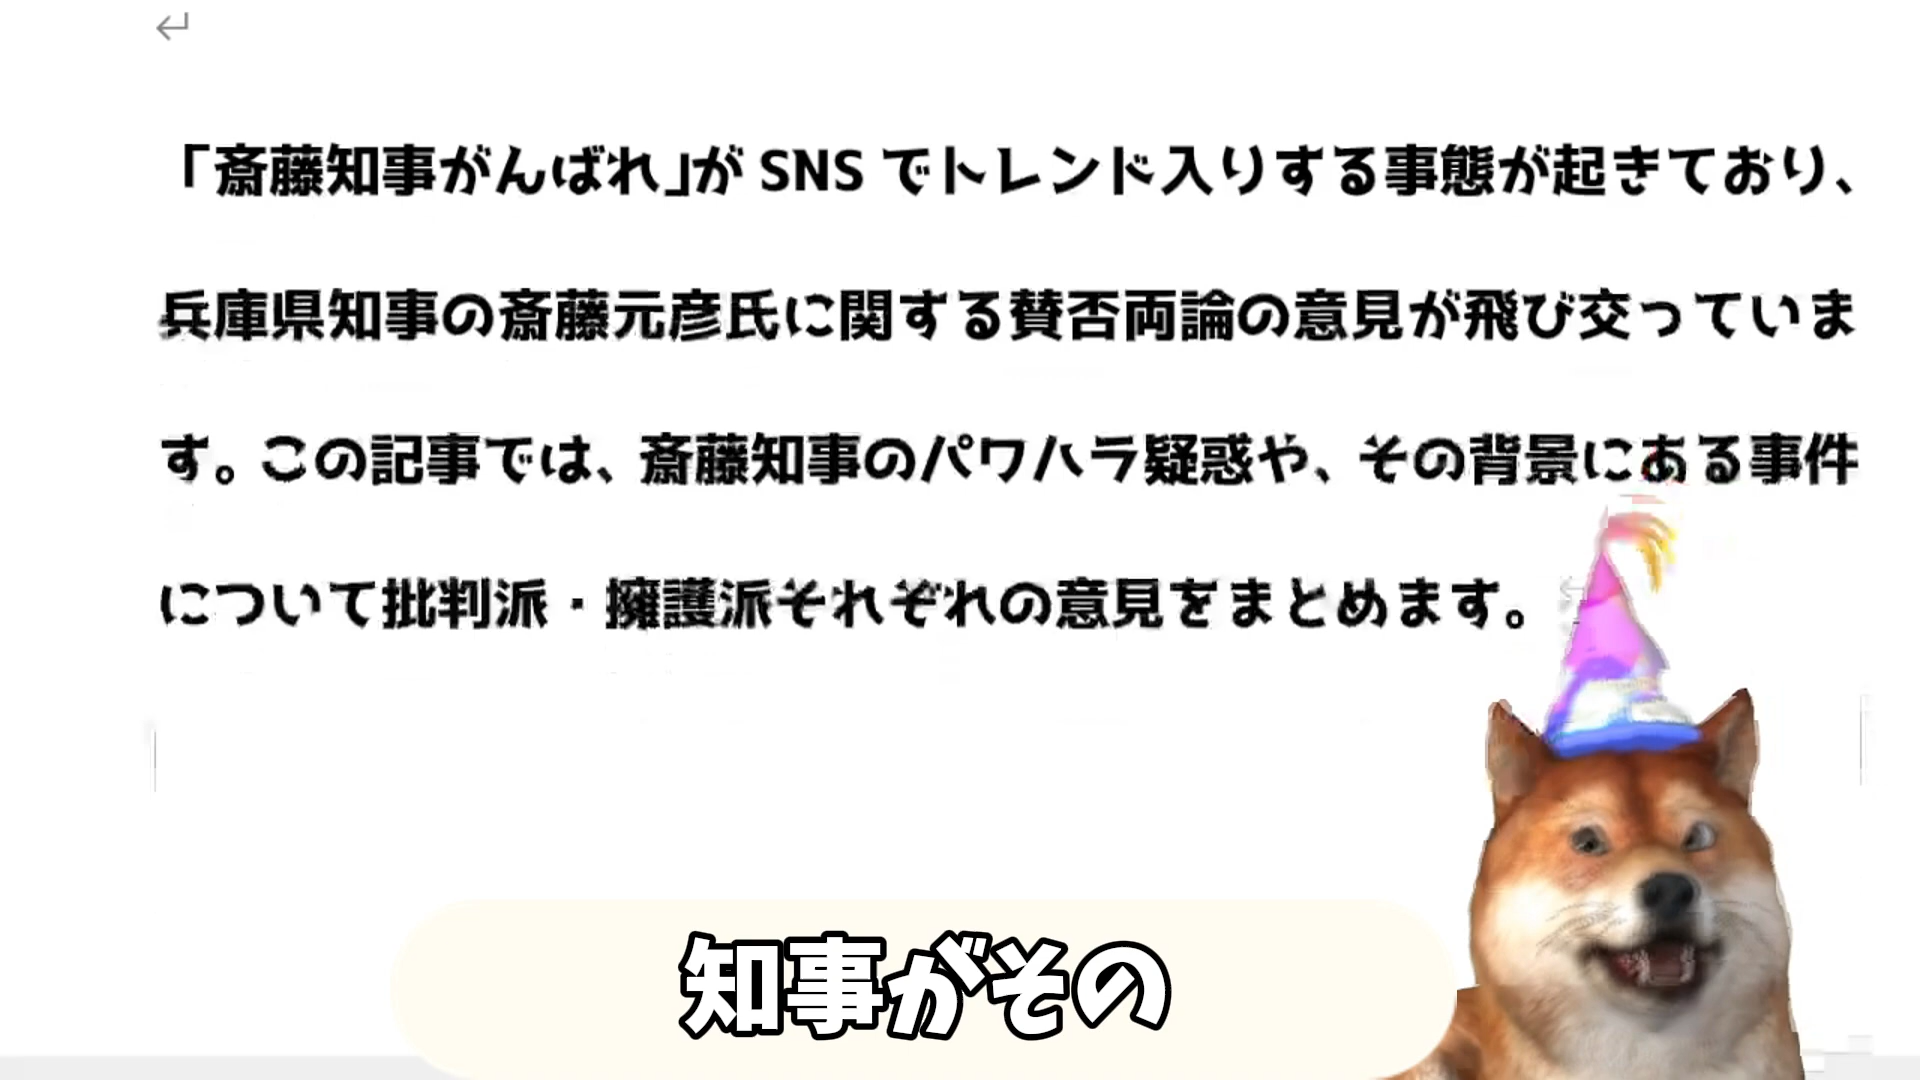 「斎藤知事がんばれ」が SNS でトレンド入りする事態が起きており、
兵庫県知事の斎藤元彦氏に関する賛否両論の意見が飛び交っていま
す。この記事では、斎藤知事のパワハラ疑惑や、その背景にある事件
について批判派・擁護派それぞれの意見をまとめます。
知事がその